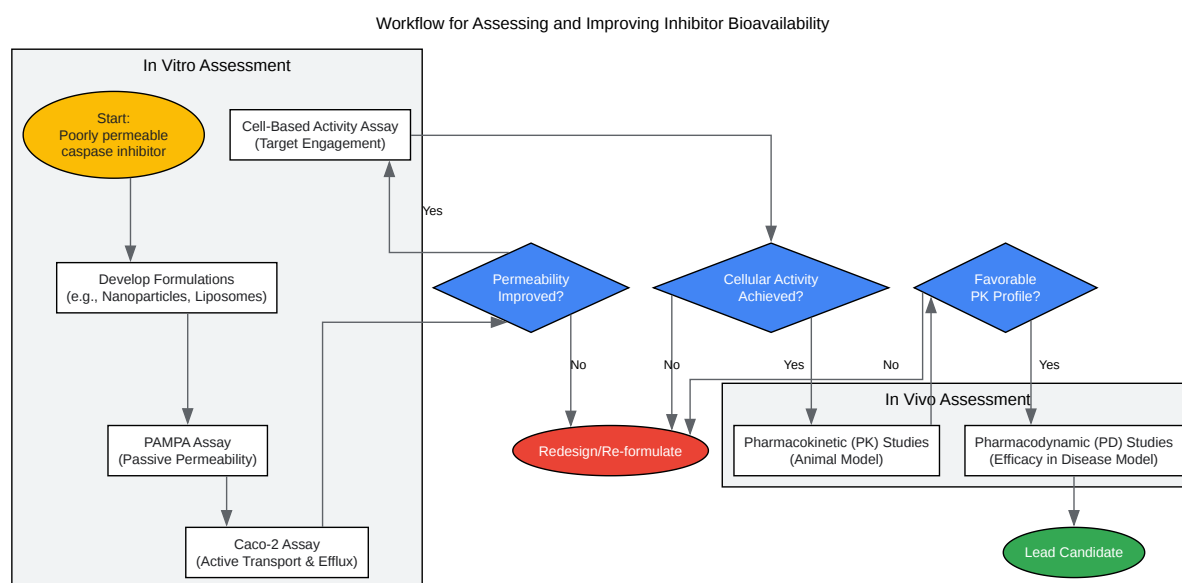 Workflow for Assessing and Improving Inhibitor Bioavailability
In Vitro Assessment
Start:
Poorly permeable
caspase inhibitor
Cell-Based Activity Assay
(Target Engagement)
Yes
Develop Formulations
(e.g., Nanoparticles, Liposomes)
Permeability
Improved?
Cellular Activity
Achieved?
Favorable
PK Profile?
No
No
Yes
No
Yes
In Vivo Assessment
PAMPA Assay
(Passive Permeability)
Redesign/Re-formulate
Pharmacokinetic (PK) Studies
(Animal Model)
Pharmacodynamic (PD) Studies
(Efficacy in Disease Model)
Caco-2 Assay
(Active Transport & Efflux)
Lead Candidate